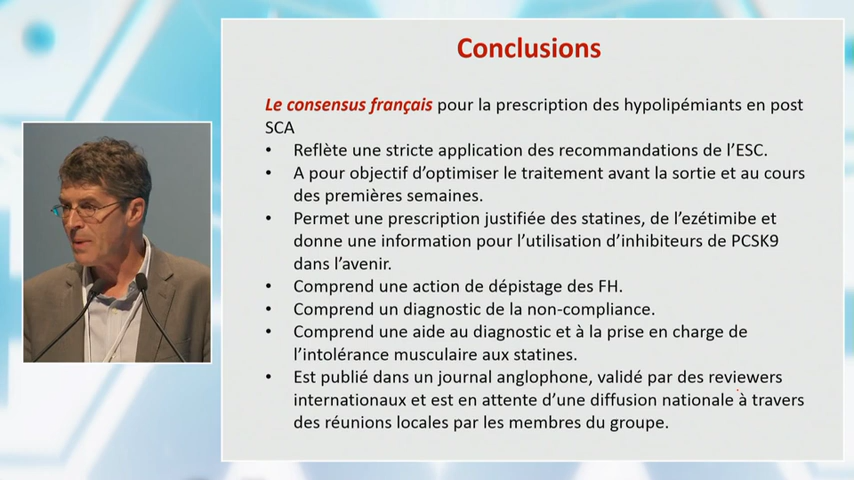 Conclusions
Le consensus français pour la prescription des hypolipémiants en post
SCA
• Reflète une stricte application des recommandations de l’ESC.
• A pour objectif d’optimiser le traitement avant la sortie et au cours
des premières semaines.
• Permet une prescription justifiée des statines, de l’ezétimibe et
donne une information pour l’utilisation d’inhibiteurs de PCSK9
dans l’avenir.
• Comprend une action de dépistage des FH.
• Comprend un diagnostic de la non-compliance.
• Comprend une aide au diagnostic et à la prise en charge de
l’intolérance musculaire aux statines.
• Est publié dans un journal anglophone, validé par des reviewers
internationaux et est en attente d’une diffusion nationale à travers
des réunions locales par les membres du groupe.